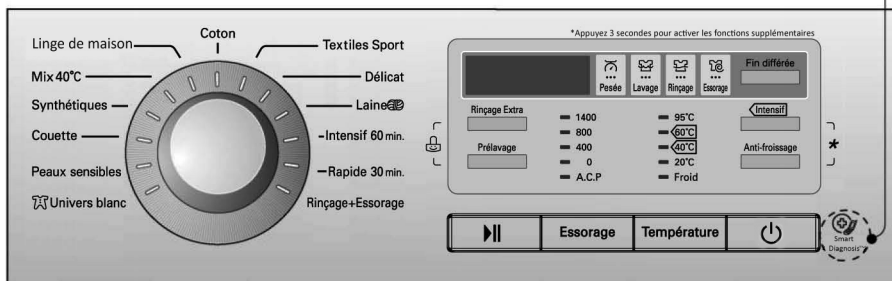 *Appuyez 3 secondes pour activer les fonctions supplémentaires
Coton
Linge de maison
Textiles Sport
Mix 40°C
Délicat
Synthétiques
Laine
Couette
Intensif 60 min.
Peaux sensibles
Rapide 30 min.
Univers blanc
Rinçage+Essorage
Pesée
Lavage
Rinçage
Essorage
Fin différée
Rinçage Extra
Prélavage
1400
800
400
0
A.C.P
95°C
60°C
40°C
20°C
Froid
Intensif
Anti-froissage
*
Essorage
Température
Smart
Diagnosis™